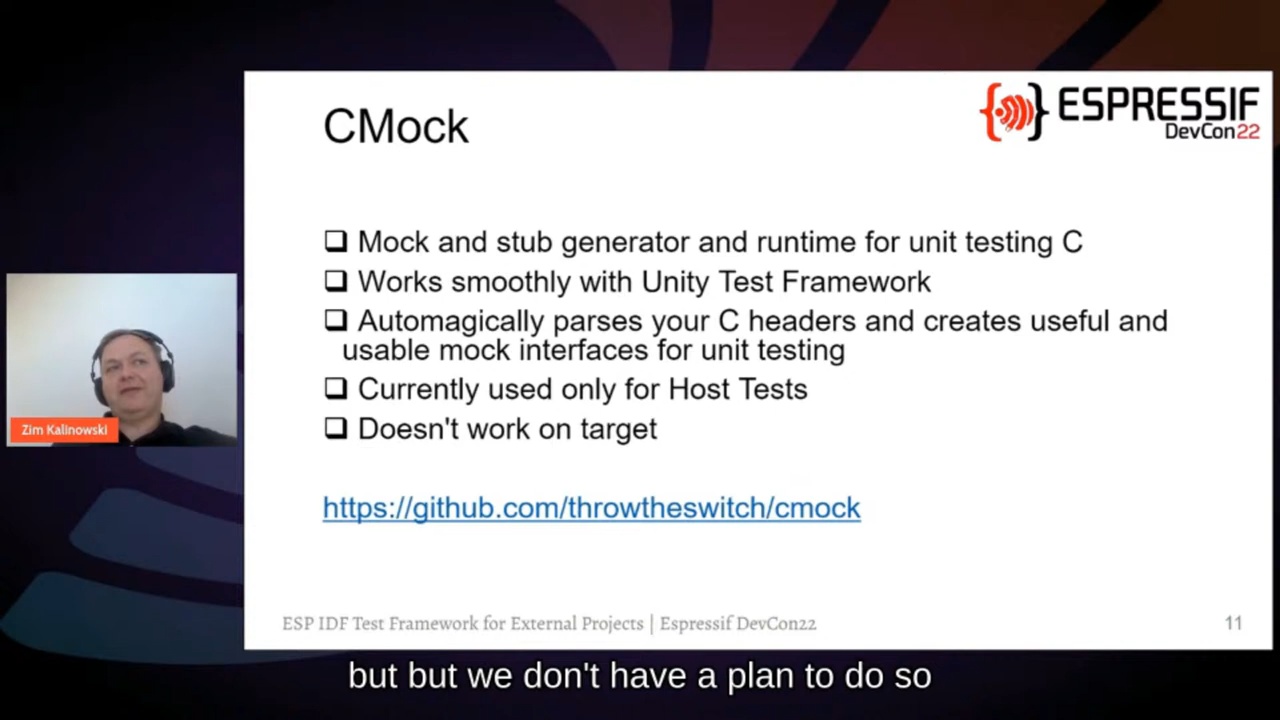 CMock
ESPRESSIF
DevCon22
❑ Mock and stub generator and runtime for unit testing C
❑ Works smoothly with Unity Test Framework
❑ Automagically parses your C headers and creates useful and
usable mock interfaces for unit testing
❑ Currently used only for Host Tests
❑ Doesn't work on target
https://github.com/throwtheswitch/cmock
Zim Kalinowski
ESP IDF Test Framework for External Projects | Espressif DevCon22
11
but but we don't have a plan to do so